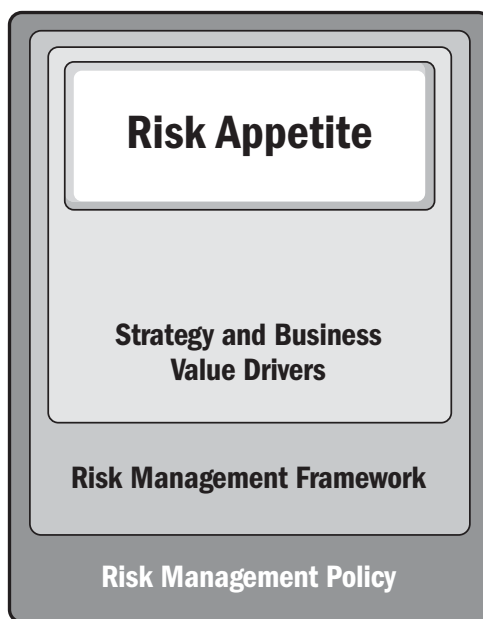 Risk Appetite
Strategy and Business
Value Drivers
Risk Management Framework
Risk Management Policy